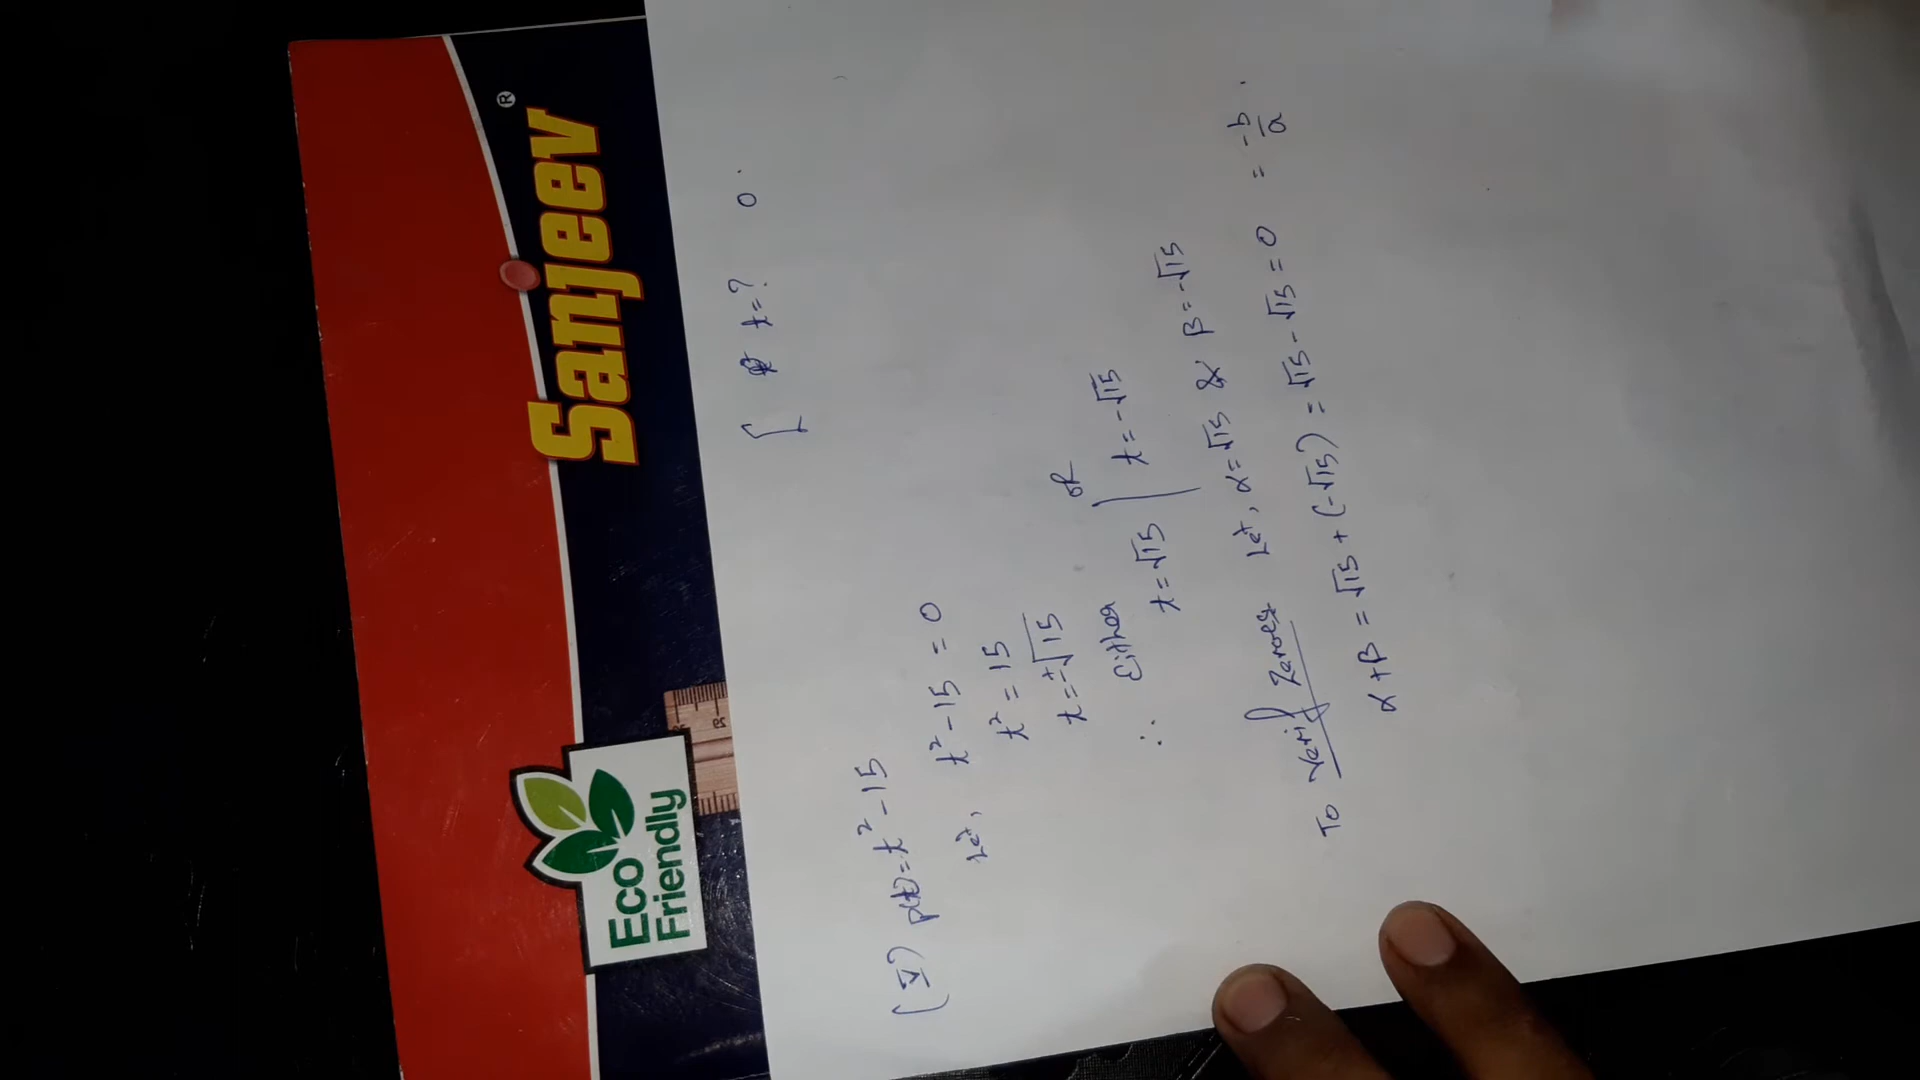 Sanjeev®
Eco
Friendly
29
t=? 0.
(V) p(t)=t²-15
Let, t²-15=0
t²=15
t=±√15
∴ Either or
t=√15 | t=-√15
To Verify Zeroes Let, α=√15 & β=-√15
α+β=√15+(-√15)=√15-√15=0 = -b/a.